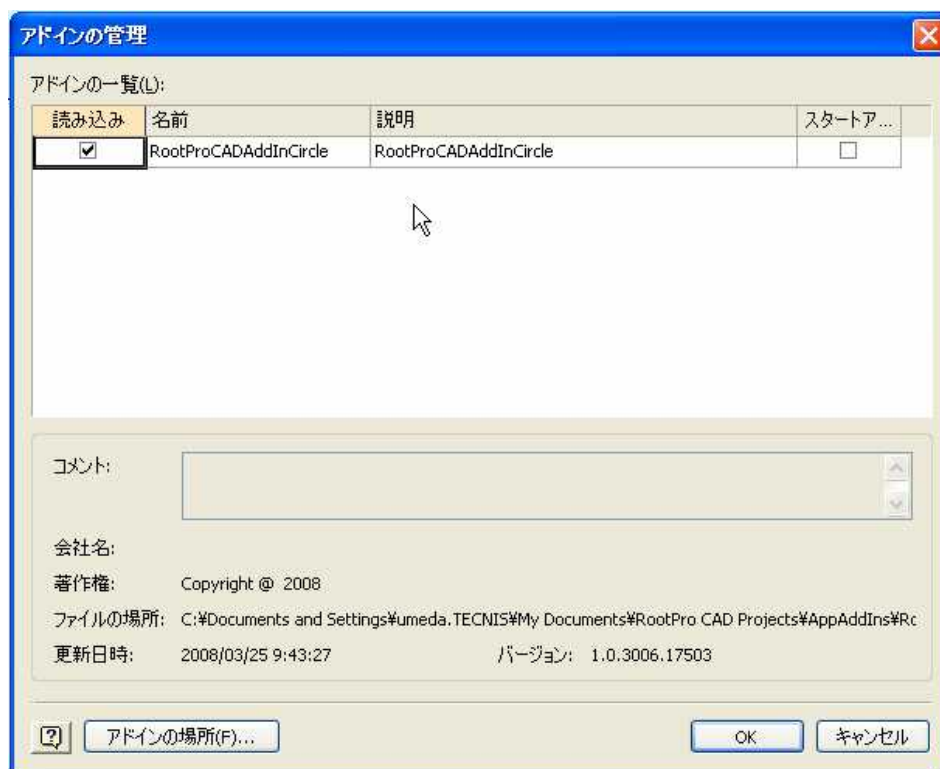 アドインの管理
アドインの一覧(L):
読み込み 名前 説明 スタートア...
RootProCADAddInCircle RootProCADAddInCircle
コメント:
会社名:
著作権: Copyright @ 2008
ファイルの場所: C:¥Documents and Settings¥umeda.TECNIS¥My Documents¥RootPro CAD Projects¥AppAddIns¥Rc
更新日時: 2008/03/25 9:43:27 バージョン: 1.0.3006.17503
アドインの場所(F)... OK キャンセル